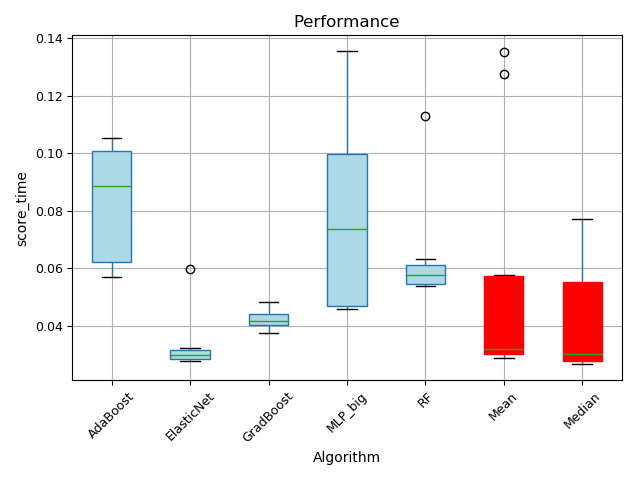 Performance
0.14
0.12
0.10
0.08
0.06
0.04
score_time
AdaBoost
ElasticNet
GradBoost
MLP_big
RF
Mean
Median
Algorithm